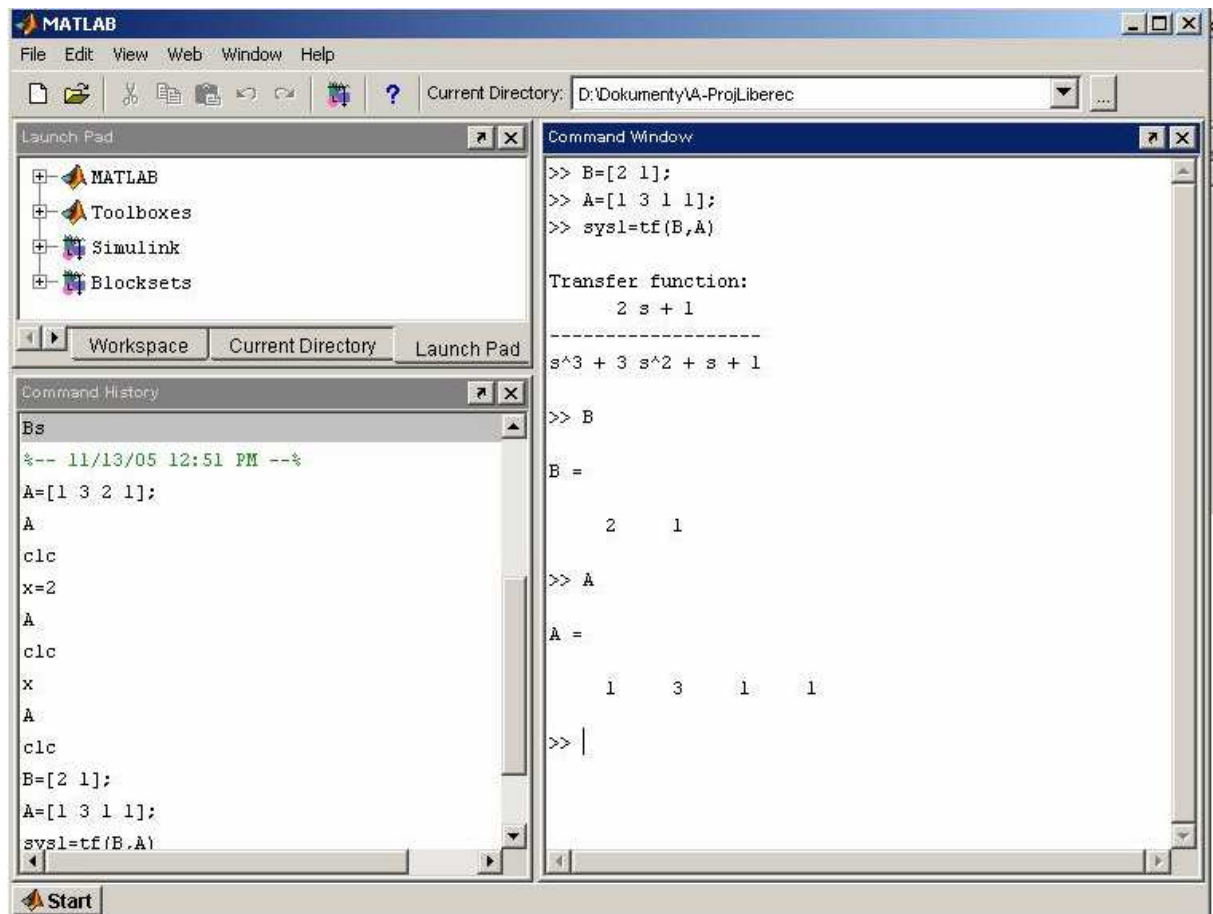 MATLAB
File Edit View Web Window Help
? Current Directory: D:\Dokumenty\A-ProjLiberec ...
Launch Pad
MATLAB
Toolboxes
Simulink
Blocksets
Workspace Current Directory Launch Pad
Command History
Bs
%-- 11/13/05 12:51 PM --%
A=[1 3 2 1];
A
clc
x=2
A
clc
x
A
clc
B=[2 1];
A=[1 3 1 1];
sys1=tf(B,A)
Command Window
>> B=[2 1];
>> A=[1 3 1 1];
>> sys1=tf(B,A)
Transfer function:
2 s + 1
-------------------
s^3 + 3 s^2 + s + 1
>> B
B =
2 1
>> A
A =
1 3 1 1
>>
Start